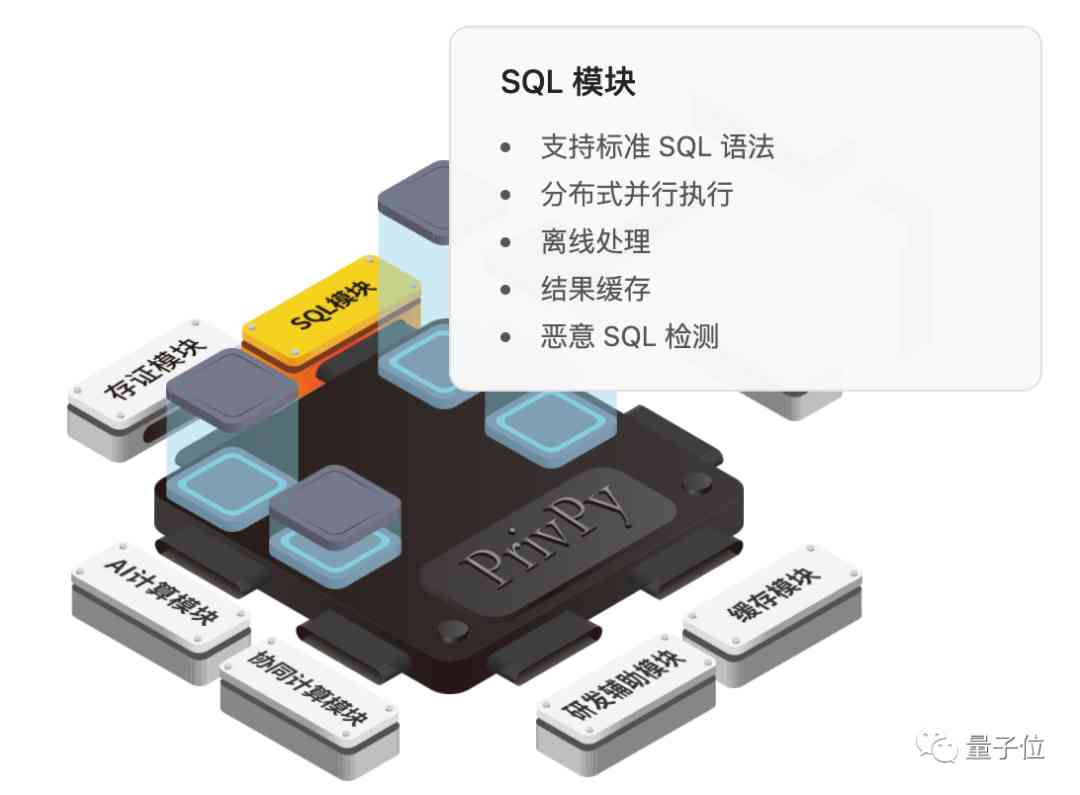 SQL 模块
支持标准 SQL 语法
分布式并行执行
离线处理
结果缓存
恶意 SQL 检测
SQL模块
存证模块
PrivPy
AI计算模块
缓存模块
协同计算模块
研发辅助模块
量子位